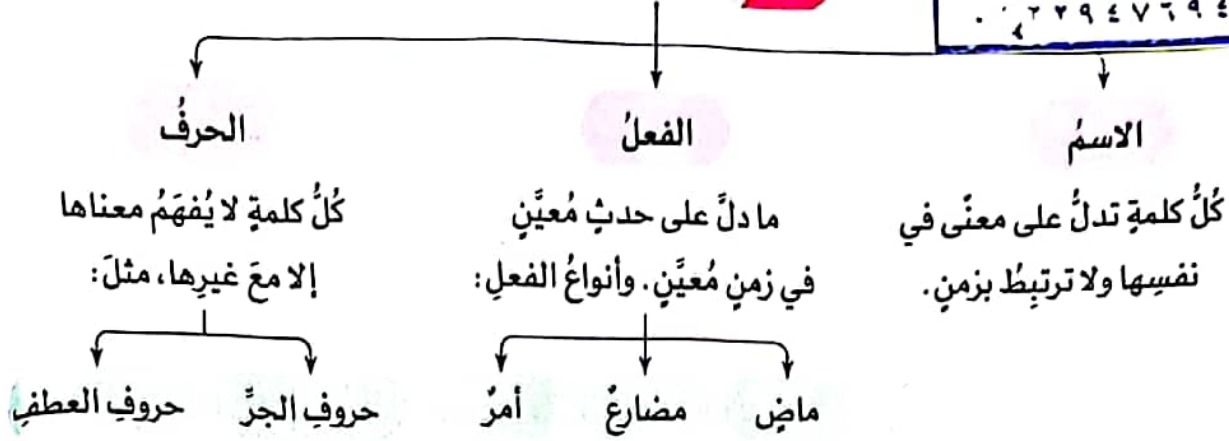 الاسمُ
كُلُّ كلمةٍ تدلُّ على معنًى في
نفسِها ولا ترتبِطُ بزمنٍ.
الفعلُ
ما دلَّ على حدثٍ مُعيَّنٍ
في زمنٍ مُعيَّنٍ. وأنواعُ الفعلِ:
ماضٍ
مضارعٌ
أمرٌ
الحرفُ
كُلُّ كلمةٍ لا يُفهَمُ معناها
إلا معَ غيرِها، مثلَ:
حروفِ الجرِّ
حروفِ العطفِ